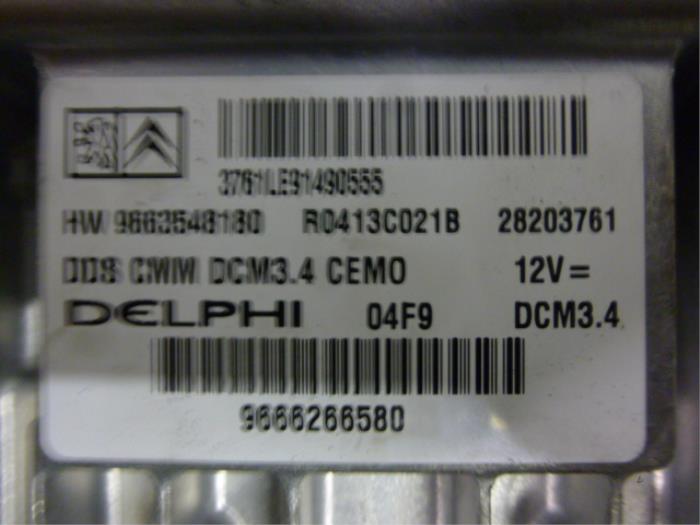 3761LE91490555
HW 9663548180 R0413C021B 28203761
DDS CMM DCM3.4 CEMO 12V=
DELPHI 04F9 DCM3.4
9666266580